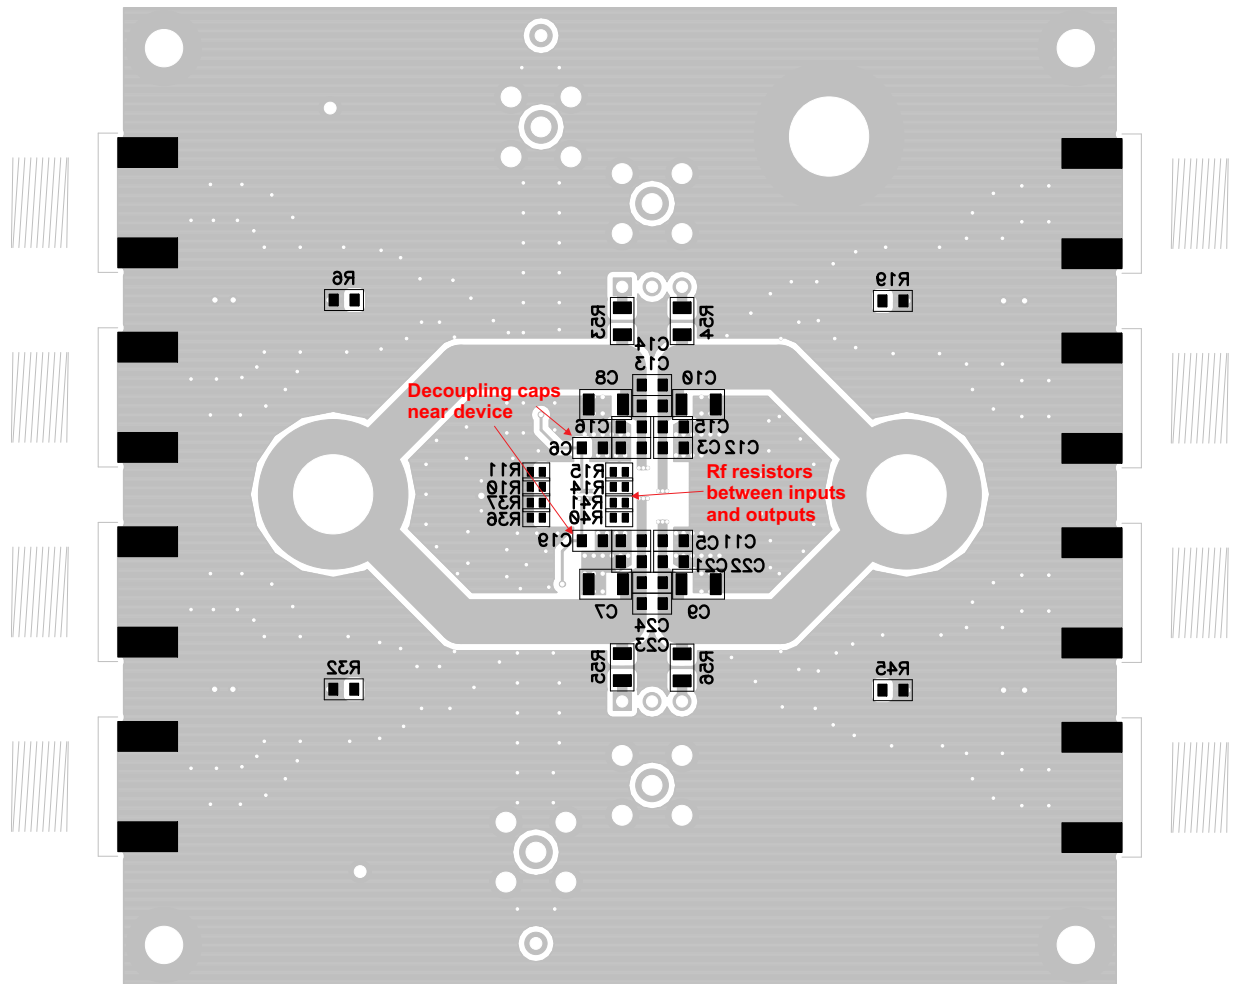 R6
R19
R53
R54
C14
C13
C8
C10
Decoupling caps
near device
C16
C15
C6
C3
C12
R11
R15
R10
R14
R37
R41
R36
R40
Rf resistors
between inputs
and outputs
C19
C5
C11
C21
C22
C7
C9
C24
C23
R55
R56
R32
R45